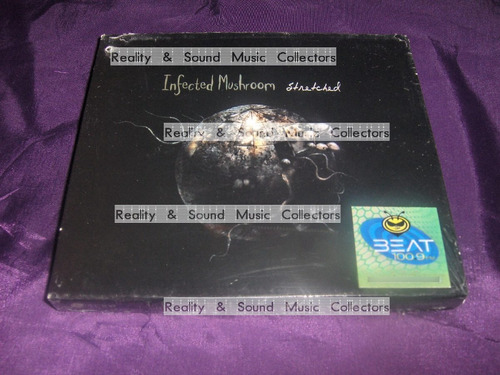 Reality & Sound Music Collectors
Infected Mushroom Stretched
Reality & Sound Music Collectors
Reality & Sound Music Collectors
BEAT
100.9
Reality & Sound Music Collectors